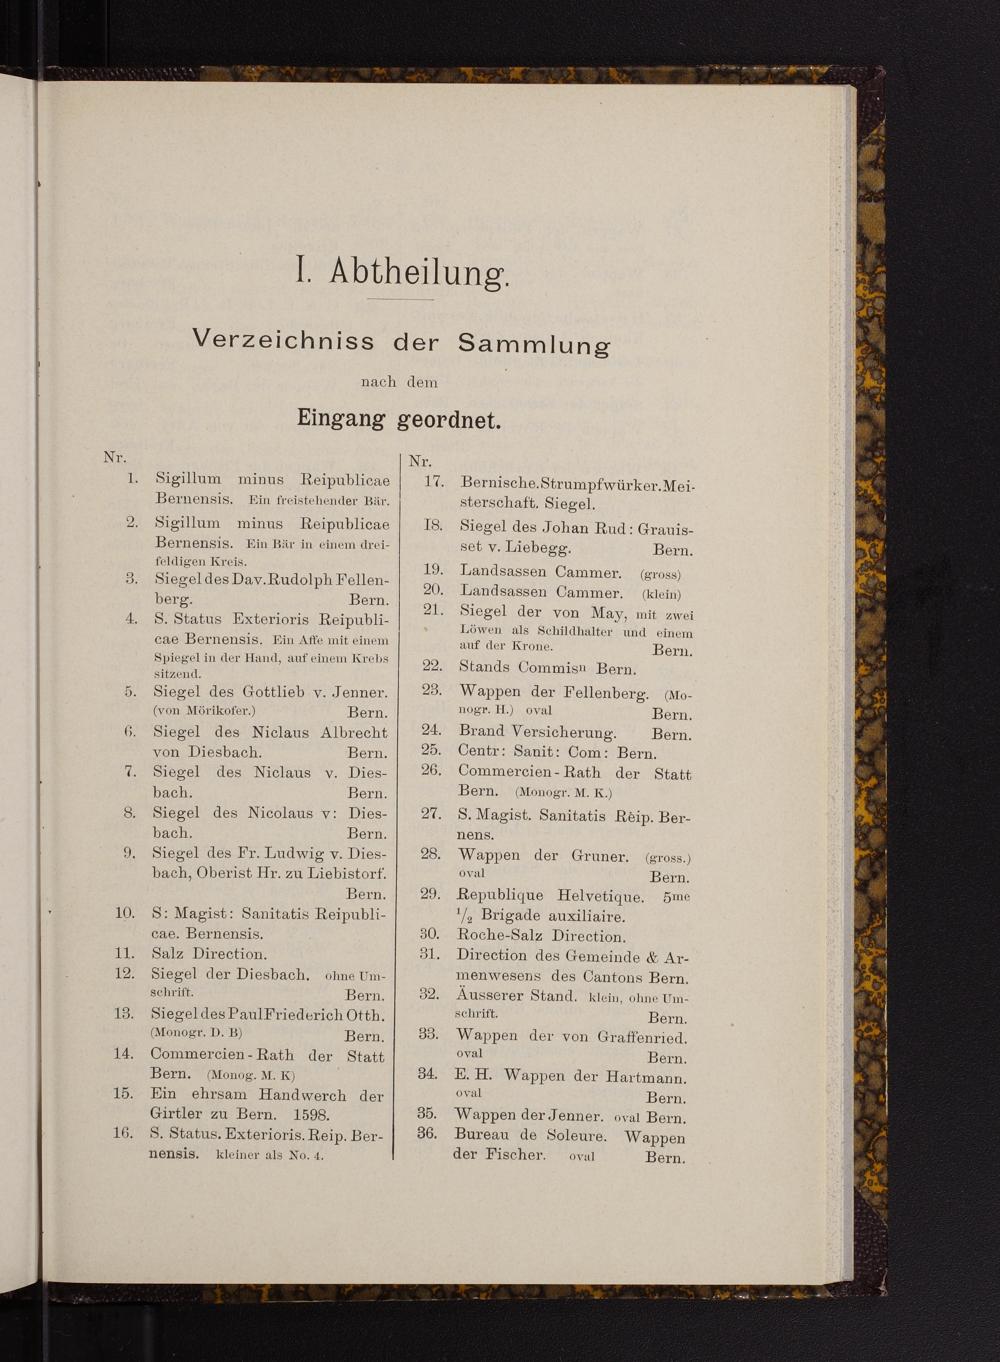 I. Abtheilung.
Verzeichniss der Sammlung
nach dem
Eingang geordnet.
Nr.
1. Sigillum minus Reipublicae
Bernensis. Ein freistehender Bär.
2. Sigillum minus Reipublicae
Bernensis. Ein Bär in einem drei-
feldigen Kreis.
3. Siegel des Dav. Rudolph Fellen-
berg. Bern.
4. S. Status Exterioris Reipubli-
cae Bernensis. Ein Affe mit einem
Spiegel in der Hand, auf einem Krebs
sitzend.
5. Siegel des Gottlieb v. Jenner.
(von Mörikofer.) Bern.
6. Siegel des Niclaus Albrecht
von Diesbach. Bern.
7. Siegel des Niclaus v. Dies-
bach. Bern.
8. Siegel des Nicolaus v: Dies-
bach. Bern.
9. Siegel des Fr. Ludwig v. Dies-
bach, Oberist Hr. zu Liebistorf.
Bern.
10. S: Magist: Sanitatis Reipubli-
cae. Bernensis.
11. Salz Direction.
12. Siegel der Diesbach. ohne Um-
schrift. Bern.
13. Siegel des Paul Friederich Otth.
(Monogr. D. B) Bern.
14. Commercien-Rath der Statt
Bern. (Monog. M. K)
15. Ein ehrsam Handwerch der
Girtler zu Bern. 1598.
16. S. Status. Exterioris. Reip. Ber-
nensis. kleiner als No. 4.
Nr.
17. Bernische.Strumpfwürker.Mei-
sterschaft. Siegel.
18. Siegel des Johan Rud: Grauis-
set v. Liebegg. Bern.
19. Landsassen Cammer. (gross)
20. Landsassen Cammer. (klein)
21. Siegel der von May, mit zwei
Löwen als Schildhalter und einem
auf der Krone. Bern.
22. Stands Commisⁿ Bern.
23. Wappen der Fellenberg. (Mo-
nogr. H.) oval Bern.
24. Brand Versicherung. Bern.
25. Centr: Sanit: Com: Bern.
26. Commercien-Rath der Statt
Bern. (Monogr. M. K.)
27. S. Magist. Sanitatis Rèip. Ber-
nens.
28. Wappen der Gruner. (gross.)
oval Bern.
29. Republique Helvetique. 5me
1/2 Brigade auxiliaire.
30. Roche-Salz Direction.
31. Direction des Gemeinde & Ar-
menwesens des Cantons Bern.
32. Äusserer Stand. klein, ohne Um-
schrift. Bern.
33. Wappen der von Graffenried.
oval Bern.
34. E. H. Wappen der Hartmann.
oval Bern.
35. Wappen der Jenner. oval Bern.
36. Bureau de Soleure. Wappen
der Fischer. oval Bern.